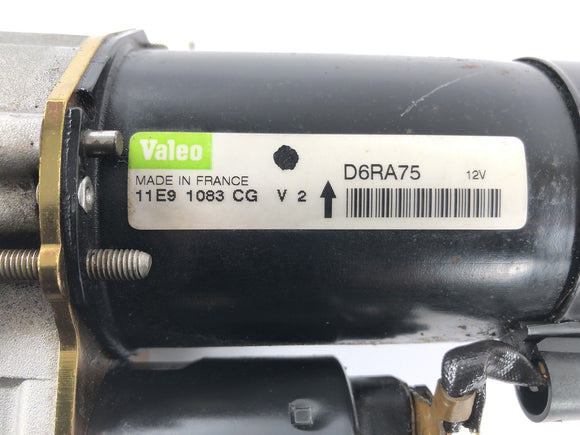 Valeo
MADE IN FRANCE
11E9 1083 CG V 2
D6RA75 12V